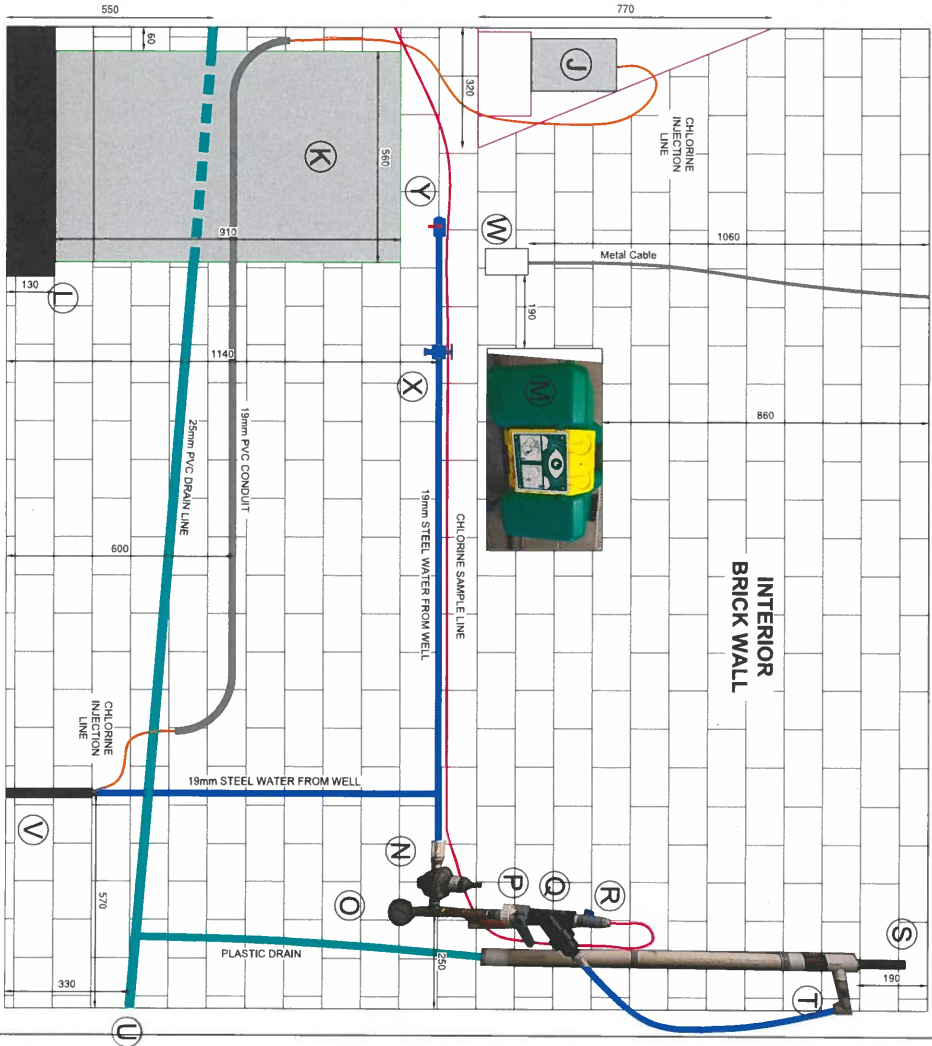 550
770
60
320
J
CHLORINE
INJECTION
LINE
K
560
Y
W
1060
Metal Cable
910
130
L
190
1140
X
M
860
25mm PVC DRAIN LINE
19mm PVC CONDUIT
19mm STEEL WATER FROM WELL
CHLORINE SAMPLE LINE
600
INTERIOR
BRICK WALL
CHLORINE
INJECTION
LINE
19mm STEEL WATER FROM WELL
V
N
570
O
P
Q
R
S
PLASTIC DRAIN
250
190
330
T
U